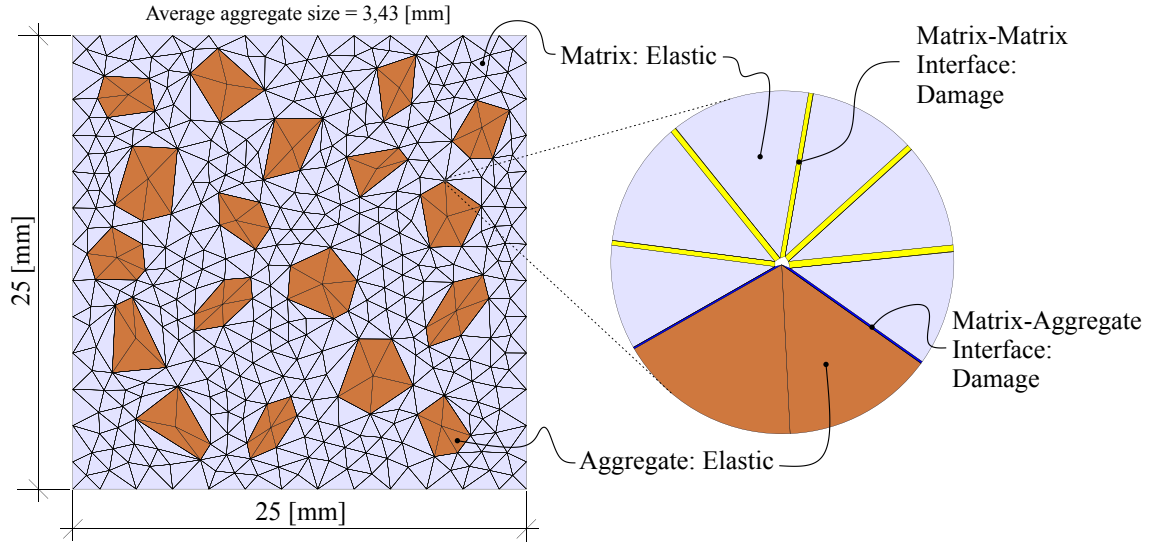 Average aggregate size = 3,43 [mm]
Matrix: Elastic
Matrix-Matrix
Interface:
Damage
25 [mm]
Matrix-Aggregate
Interface:
Damage
Aggregate: Elastic
25 [mm]